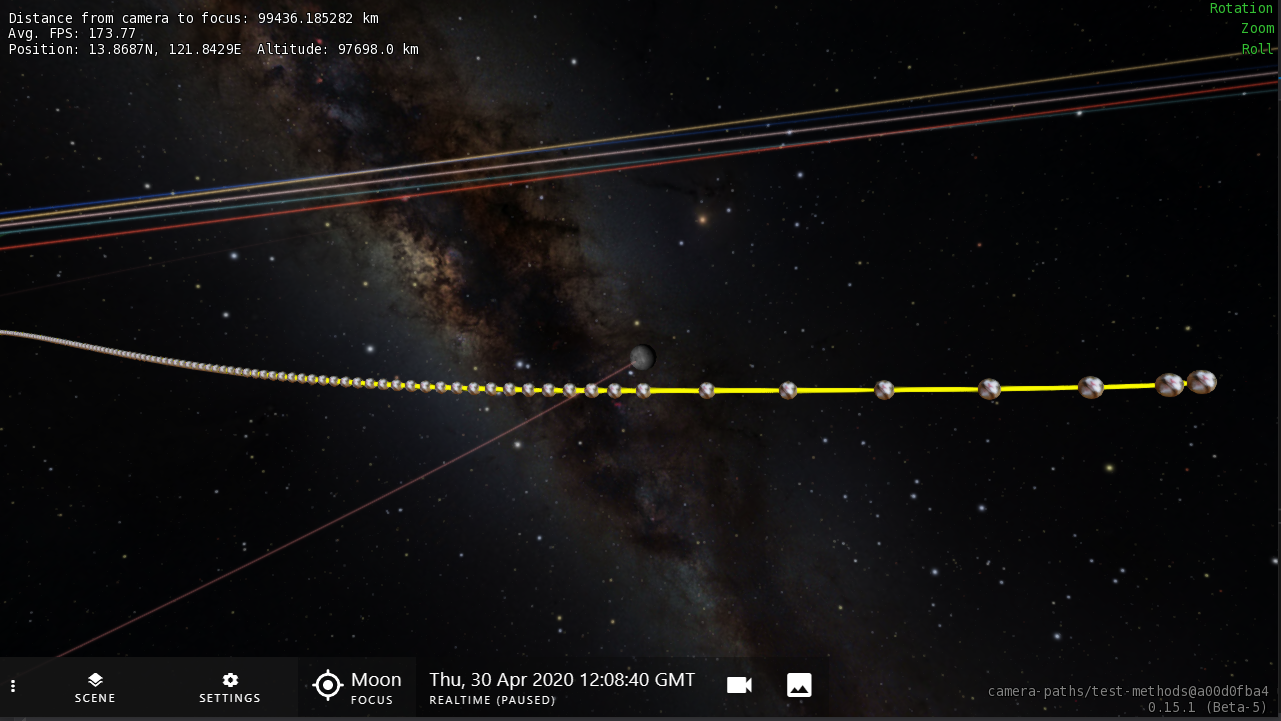 Distance from camera to focus: 99436.185282 km
Avg. FPS: 173.77
Position: 13.8687N, 121.8429E  Altitude: 97698.0 km
Rotation
Zoom
Roll
SCENE
SETTINGS
Moon
FOCUS
Thu, 30 Apr 2020 12:08:40 GMT
REALTIME (PAUSED)
camera-paths/test-methods@a00d0fba4
0.15.1 (Beta-5)